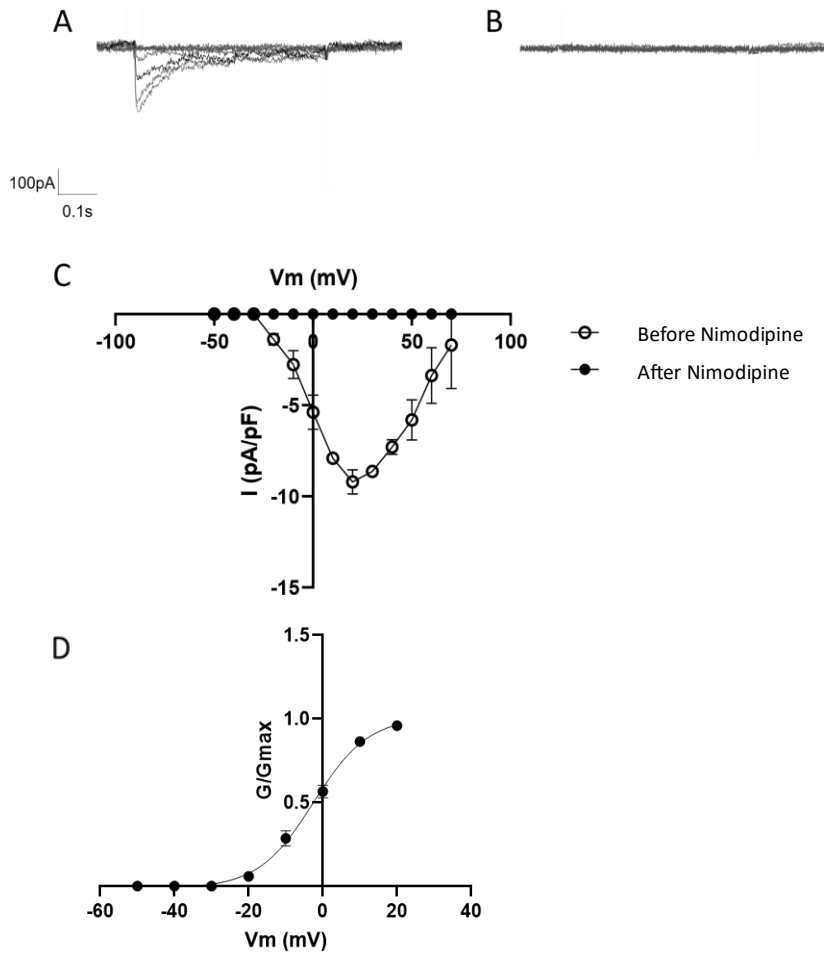 A
B
100pA
0.1s
C
Vm (mV)
-100
-50
0
50
100
-5
-10
-15
I (pA/pF)
Before Nimodipine
After Nimodipine
D
1.5
1.0
0.5
G/Gmax
-60
-40
-20
0
20
40
Vm (mV)